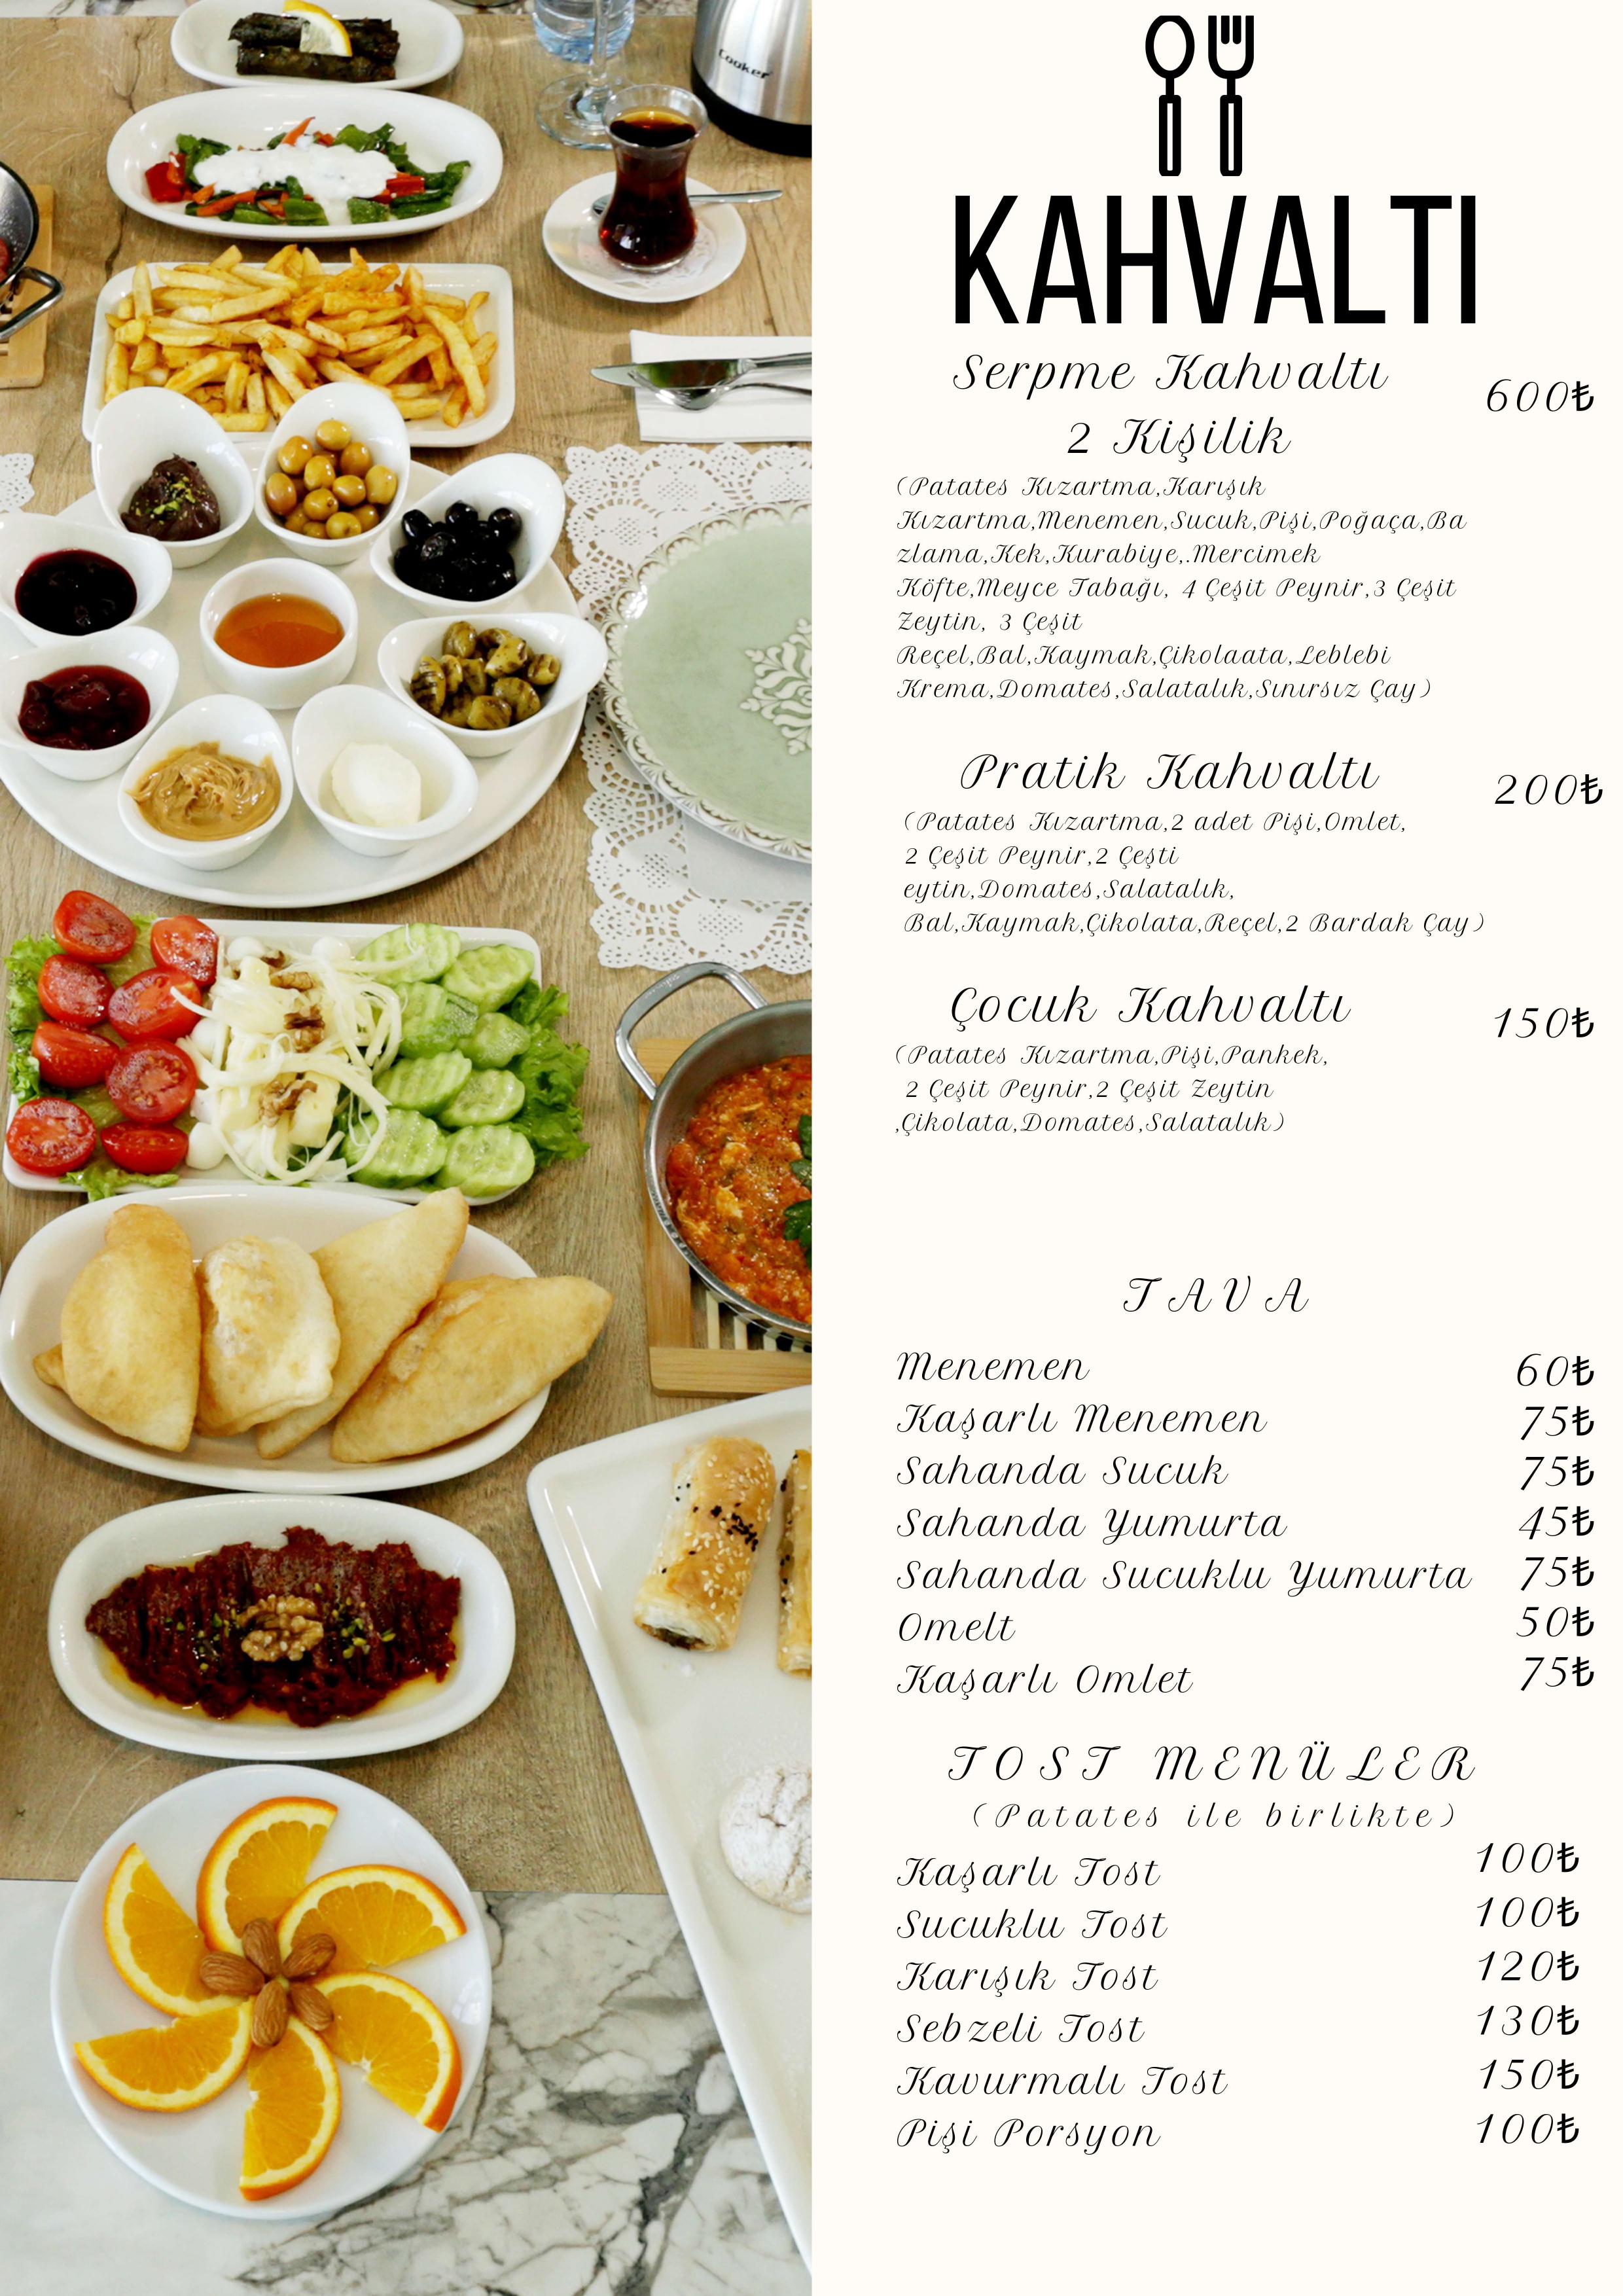 Cooker
KAHVALTI
Serpme Kahvaltı
2 Kişilik
600₺
(Patates Kızartma,Karışık
Kızartma,Menemen,Sucuk,Pişi,Poğaça,Ba
zlama,Kek,Kurabiye,.Mercimek
Köfte,Meyce Tabağı, 4 Çeşit Peynir,3 Çeşit
Zeytin, 3 Çeşit
Reçel,Bal,Kaymak,Çikolaata,Leblebi
Krema,Domates,Salatalık,Sınırsız Çay)
Pratik Kahvaltı 200₺
(Patates Kızartma,2 adet Pişi,Omlet,
2 Çeşit Peynir,2 Çeşti
eytin,Domates,Salatalık,
Bal,Kaymak,Çikolata,Reçel,2 Bardak Çay)
Çocuk Kahvaltı 150₺
(Patates Kızartma,Pişi,Pankek,
2 Çeşit Peynir,2 Çeşit Zeytin
,Çikolata,Domates,Salatalık)
TAVA
Menemen 60₺
Kaşarlı Menemen 75₺
Sahanda Sucuk 75₺
Sahanda Yumurta 45₺
Sahanda Sucuklu Yumurta 75₺
Omelt 50₺
Kaşarlı Omlet 75₺
TOST MENÜLER
(Patates ile birlikte)
Kaşarlı Tost 100₺
Sucuklu Tost 100₺
Karışık Tost 120₺
Sebzeli Tost 130₺
Kavurmalı Tost 150₺
Pişi Porsyon 100₺